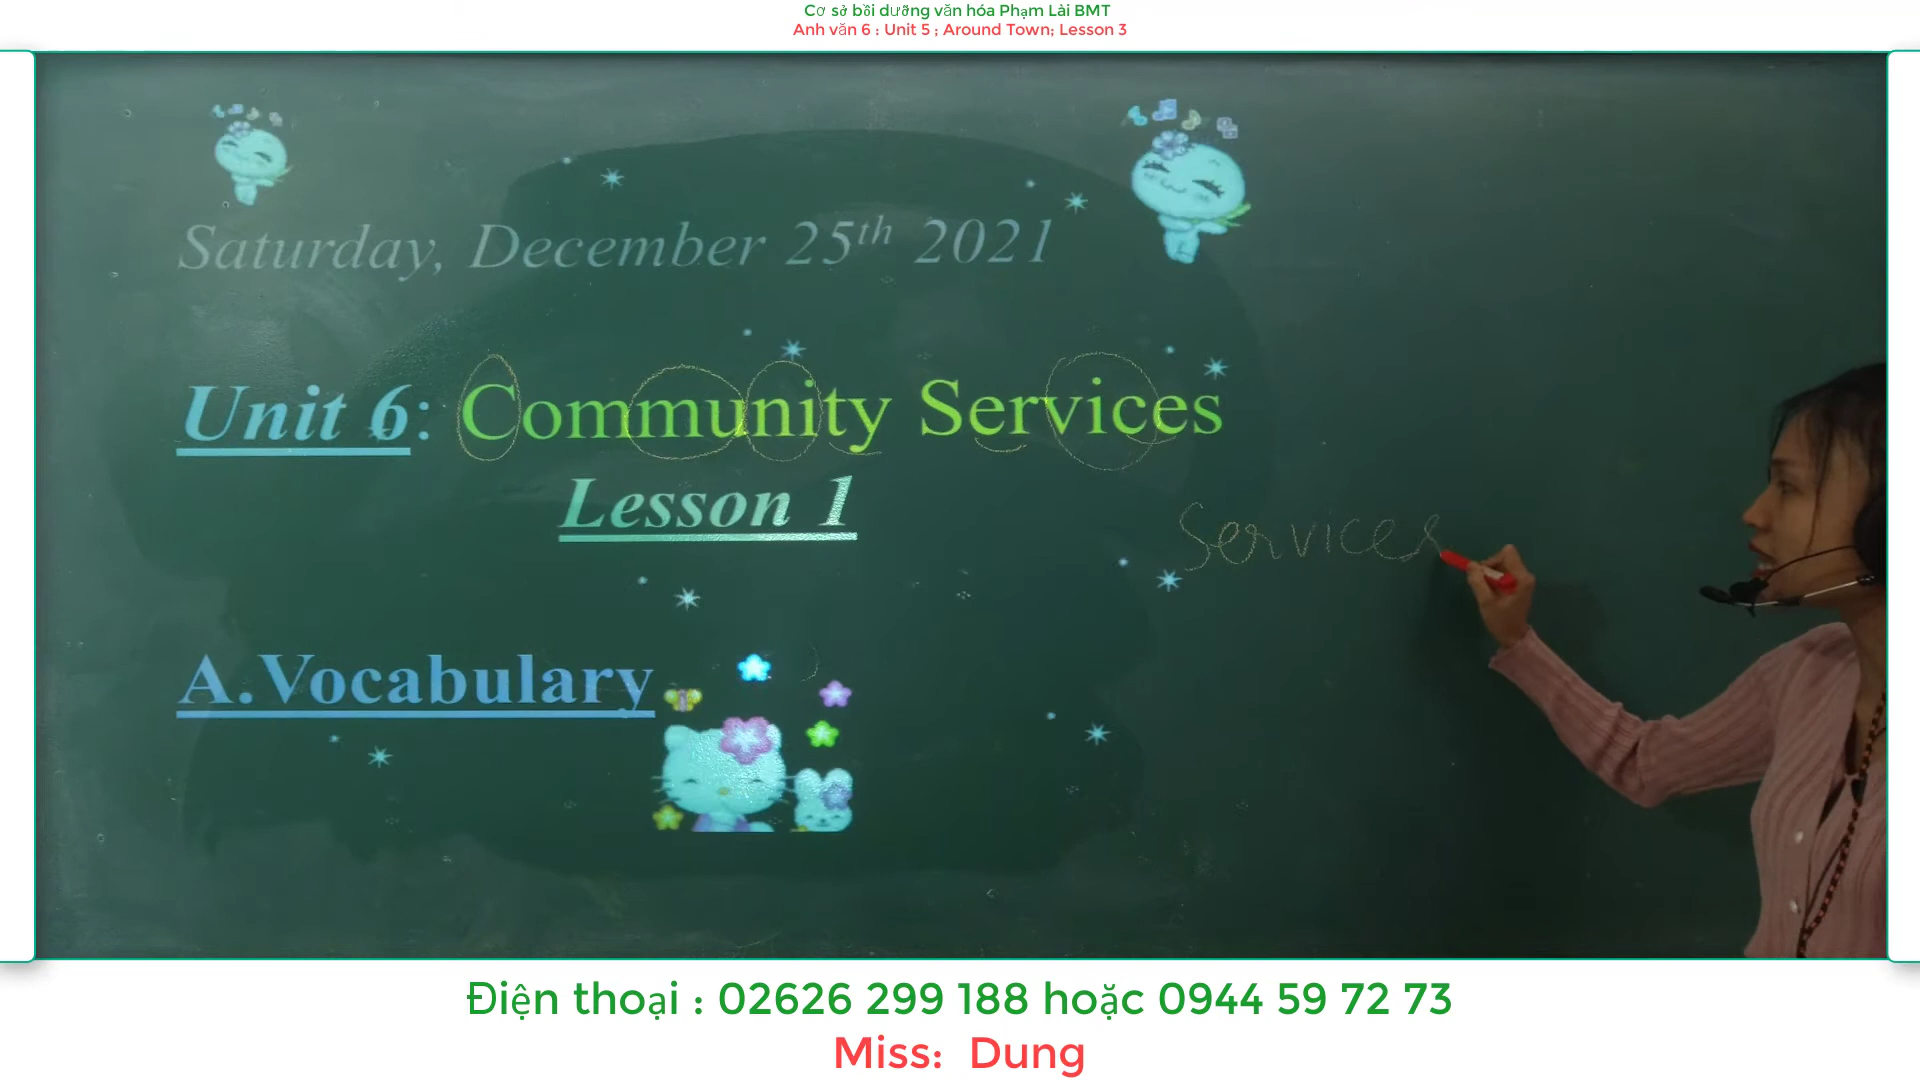 Cơ sở bồi dưỡng văn hóa Phạm Lài BMT
Anh văn 6 : Unit 5 ; Around Town; Lesson 3
Saturday, December 25th 2021
Unit 6: Community Services
Lesson 1
Services
A.Vocabulary
Điện thoại : 02626 299 188 hoặc 0944 59 72 73
Miss: Dung